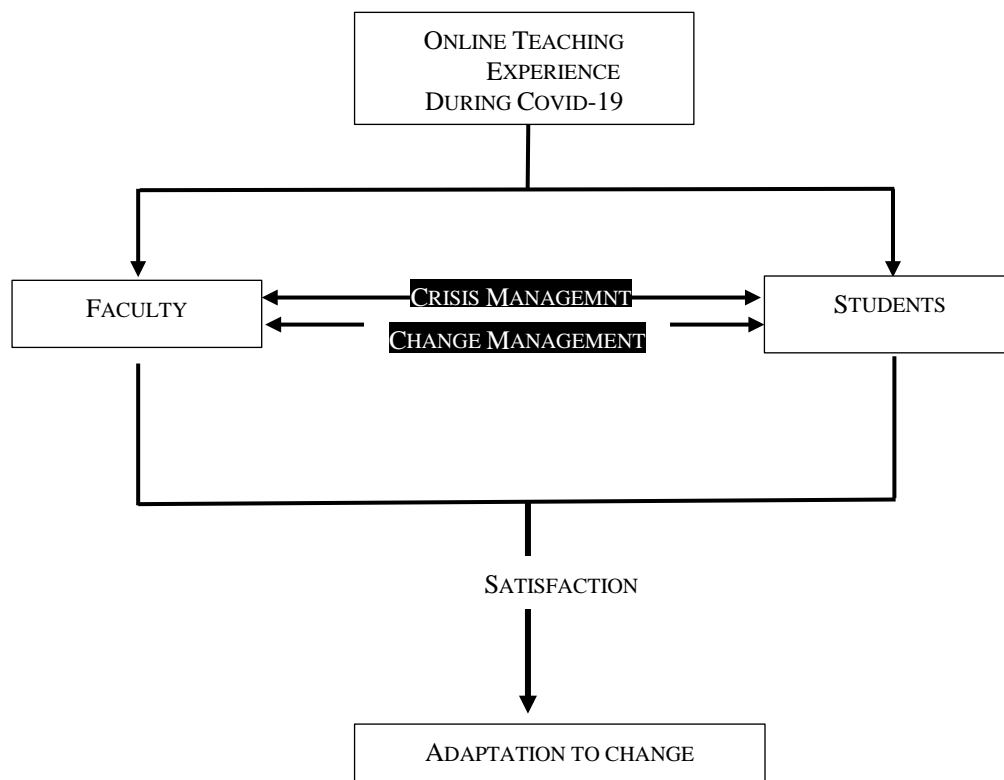 ONLINE TEACHING
EXPERIENCE
DURING COVID-19
FACULTY
CRISIS MANAGEMNT
CHANGE MANAGEMENT
STUDENTS
SATISFACTION
ADAPTATION TO CHANGE